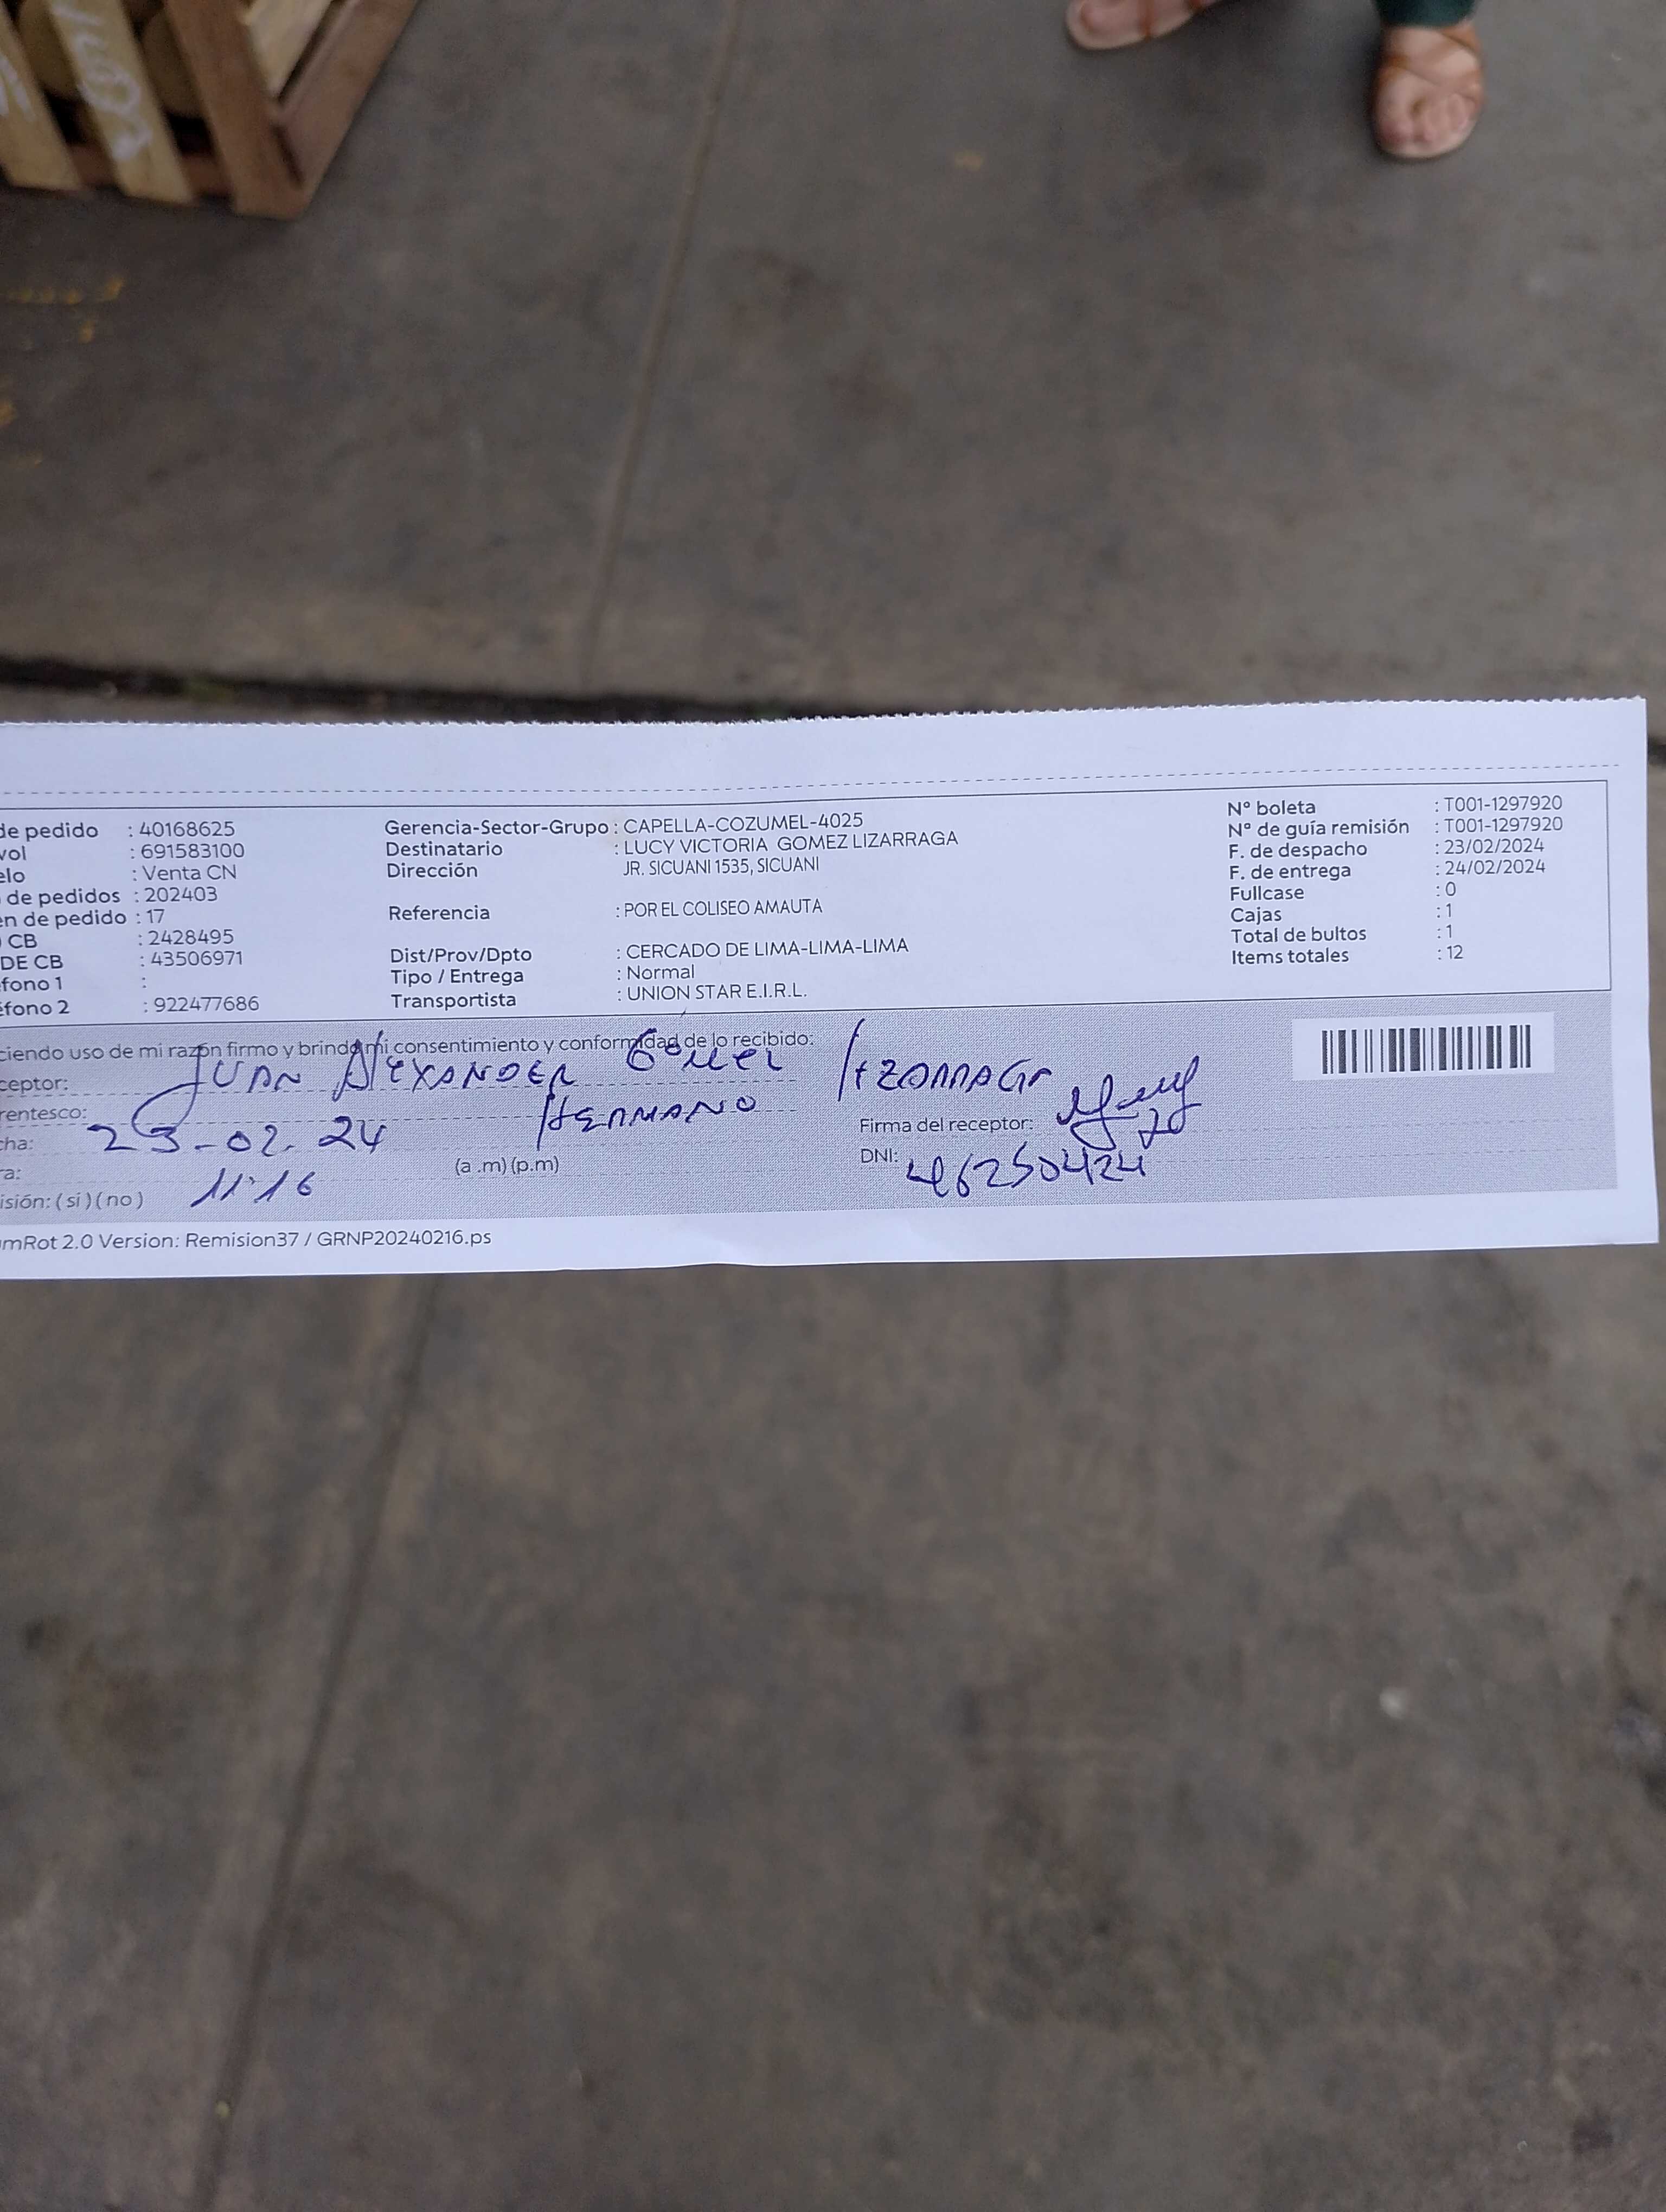 de pedido : 40168625
vol : 691583100
elo : Venta CN
de pedidos : 202403
en de pedido : 17
CB : 2428495
DE CB : 43506971
éfono 1 :
éfono 2 : 922477686
Gerencia-Sector-Grupo : CAPELLA-COZUMEL-4025
Destinatario : LUCY VICTORIA GOMEZ LIZARRAGA
Dirección JR. SICUANI 1535, SICUANI
Referencia : POR EL COLISEO AMAUTA
Dist/Prov/Dpto : CERCADO DE LIMA-LIMA-LIMA
Tipo / Entrega : Normal
Transportista : UNION STAR E.I.R.L.
N° boleta : T001-1297920
N° de guía remisión : T001-1297920
F. de despacho : 23/02/2024
F. de entrega : 24/02/2024
Fullcase : 0
Cajas : 1
Total de bultos : 1
Items totales : 12
ciendo uso de mi razón firmo y brindo mi consentimiento y conformidad de lo recibido:
ceptor: JUAN ALEXANDER
rentesco: HERMANO
cha: 23-02-24
ra: 11:16 (a.m) (p.m)
isión: ( si ) ( no )
Firma del receptor:
DNI: 46250424
umRot 2.0 Version: Remision37 / GRNP20240216.ps